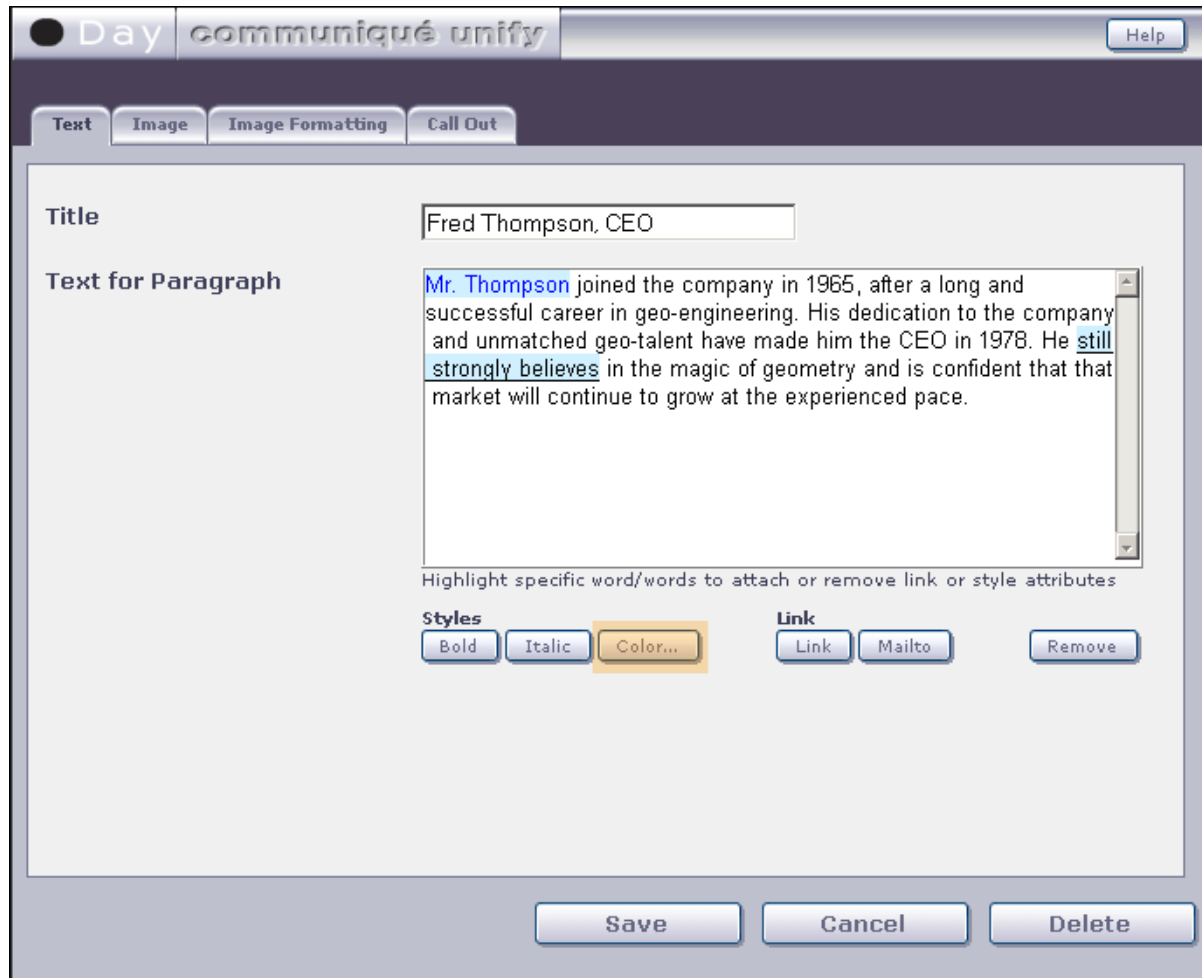 Day communiqué unify Help
Text Image Image Formatting Call Out
Title Fred Thompson, CEO
Text for Paragraph Mr. Thompson joined the company in 1965, after a long and
successful career in geo-engineering. His dedication to the company
and unmatched geo-talent have made him the CEO in 1978. He still
strongly believes in the magic of geometry and is confident that that
market will continue to grow at the experienced pace.
Highlight specific word/words to attach or remove link or style attributes
Styles Link
Bold Italic Color... Link Mailto Remove
Save Cancel Delete